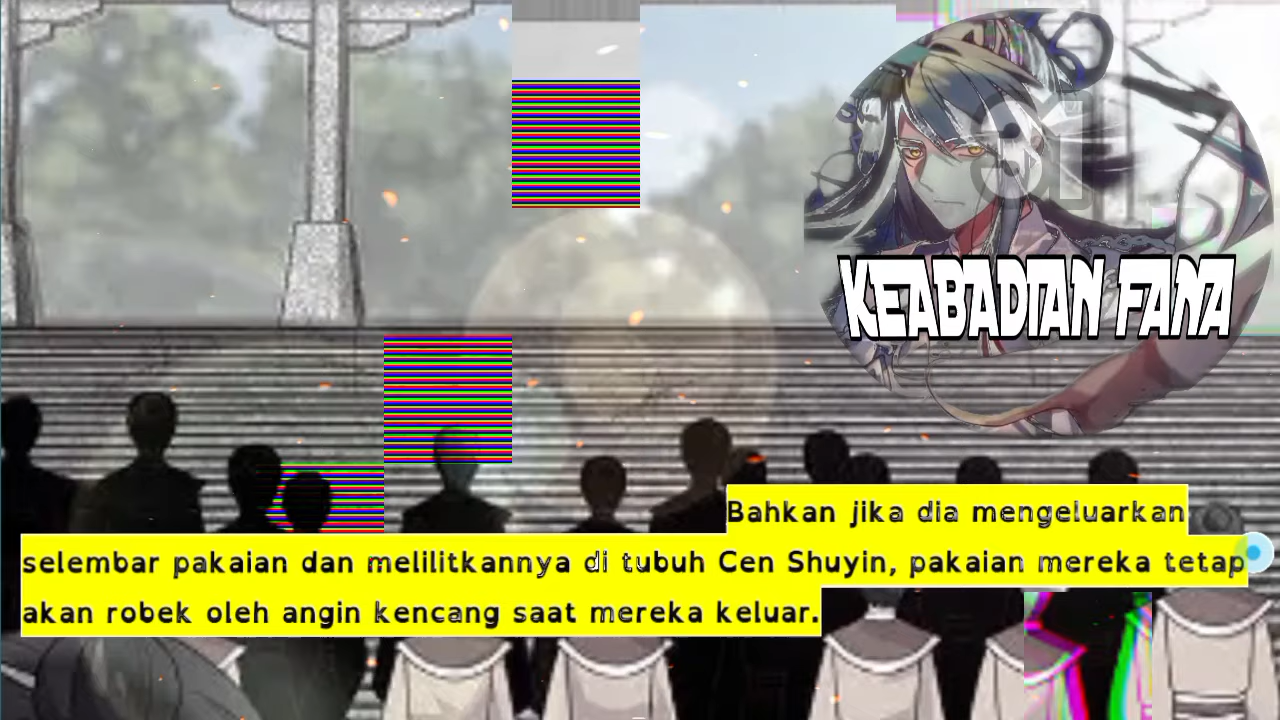 KEABADIAN FANA
Bahkan jika dia mengeluarkan
selembar pakaian dan melilitkannya di tubuh Cen Shuyin, pakaian mereka tetap
akan robek oleh angin kencang saat mereka keluar.